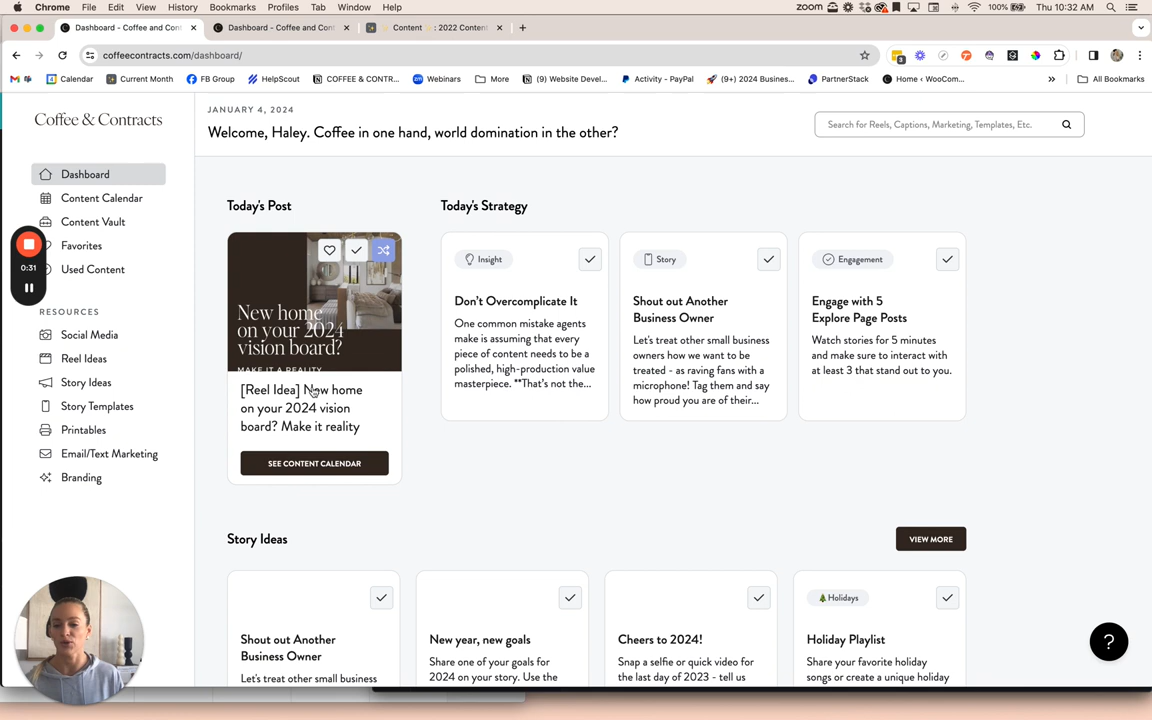 Chrome File Edit View History Bookmarks Profiles Tab Window Help
zoom 100% Thu 10:32 AM
Dashboard - Coffee and Cont
Dashboard - Coffee and Cont
Content : 2022 Content
coffeecontracts.com/dashboard/
3
Calendar
Current Month
FB Group
HelpScout
COFFEE & CONTR...
Webinars
More
(9) Website Devel...
Activity - PayPal
(9+) 2024 Busines...
PartnerStack
Home ‹ WooCom...
»
All Bookmarks
Coffee & Contracts
JANUARY 4, 2024
Welcome, Haley. Coffee in one hand, world domination in the other?
Search for Reels, Captions, Marketing, Templates, Etc.
Dashboard
Content Calendar
Content Vault
Favorites
Used Content
0:31
RESOURCES
Social Media
Reel Ideas
Story Ideas
Story Templates
Printables
Email/Text Marketing
Branding
Today's Post
New home
on your 2024
vision board?
MAKE IT A REALITY
[Reel Idea] New home
on your 2024 vision
board? Make it reality
SEE CONTENT CALENDAR
Today's Strategy
Insight
Don't Overcomplicate It
One common mistake agents
make is assuming that every
piece of content needs to be a
polished, high-production value
masterpiece. **That's not the...
Story
Shout out Another
Business Owner
Let's treat other small business
owners how we want to be
treated - as raving fans with a
microphone! Tag them and say
how proud you are of their...
Engagement
Engage with 5
Explore Page Posts
Watch stories for 5 minutes
and make sure to interact with
at least 3 that stand out to you.
Story Ideas
VIEW MORE
Shout out Another
Business Owner
Let's treat other small business
New year, new goals
Share one of your goals for
2024 on your story. Use the
Cheers to 2024!
Snap a selfie or quick video for
the last day of 2023 - tell us
Holidays
Holiday Playlist
Share your favorite holiday
songs or create a unique holiday
?